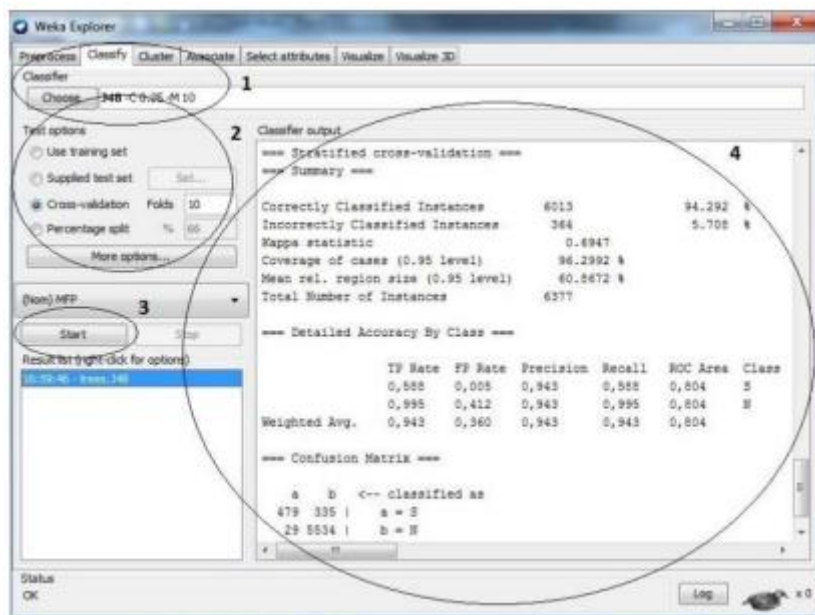 Weka Explorer
Preprocess Classify Cluster Associate Select attributes Visualize Visualize 3D
Classifier
1
Choose J48 -C 0.25 -M 10
Test options
2
Use training set
Supplied test set Set...
Cross-validation Folds 10
Percentage split % 66
More options...
(Nom) MFP
3
Start Stop
Result list (right-click for options)
16:59:46 - trees.J48
Classifier output
4
=== Stratified cross-validation ===
=== Summary ===
Correctly Classified Instances 6013 94.292 %
Incorrectly Classified Instances 364 5.708 %
Kappa statistic 0.6947
Coverage of cases (0.95 level) 96.2992 %
Mean rel. region size (0.95 level) 60.8672 %
Total Number of Instances 6377
=== Detailed Accuracy By Class ===
TP Rate FP Rate Precision Recall ROC Area Class
0,588 0,005 0,943 0,588 0,804 S
0,995 0,412 0,943 0,995 0,804 N
Weighted Avg. 0,943 0,360 0,943 0,943 0,804
=== Confusion Matrix ===
a b <-- classified as
479 335 | a = S
29 5534 | b = N
Status
OK
Log x 0